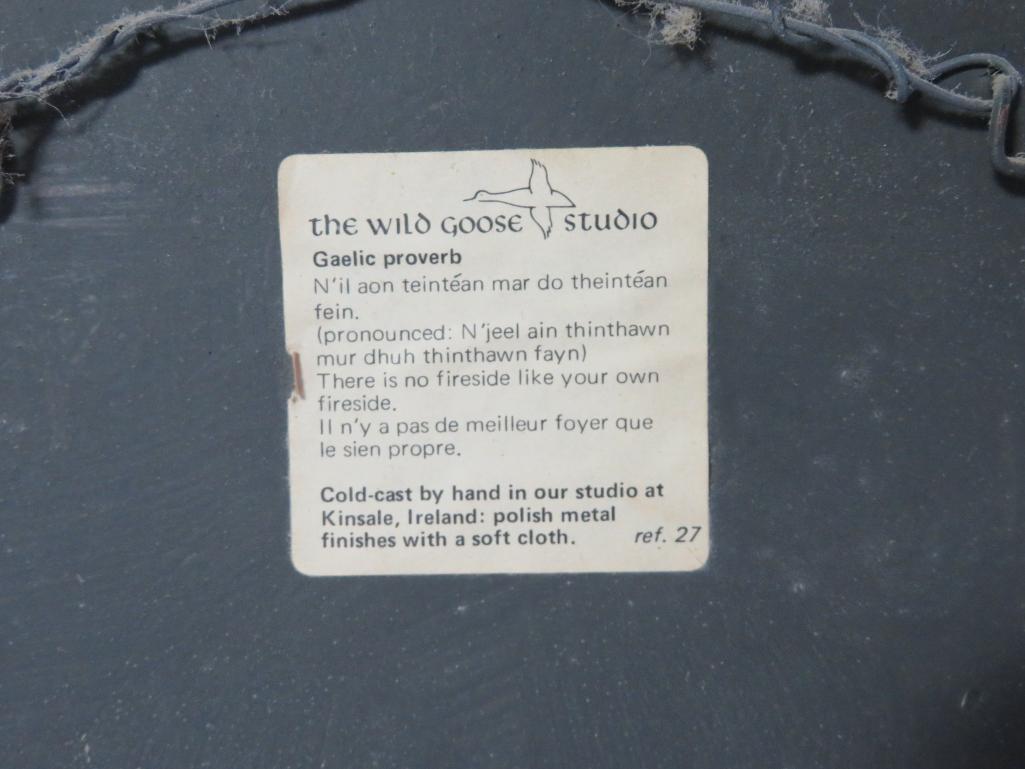 the wild goose studio
Gaelic proverb
N'il aon teintéan mar do theintéan
fein.
(pronounced: N'jeel ain thinthawn
mur dhuh thinthawn fayn)
There is no fireside like your own
fireside.
Il n'y a pas de meilleur foyer que
le sien propre.
Cold-cast by hand in our studio at
Kinsale, Ireland: polish metal
finishes with a soft cloth. ref. 27